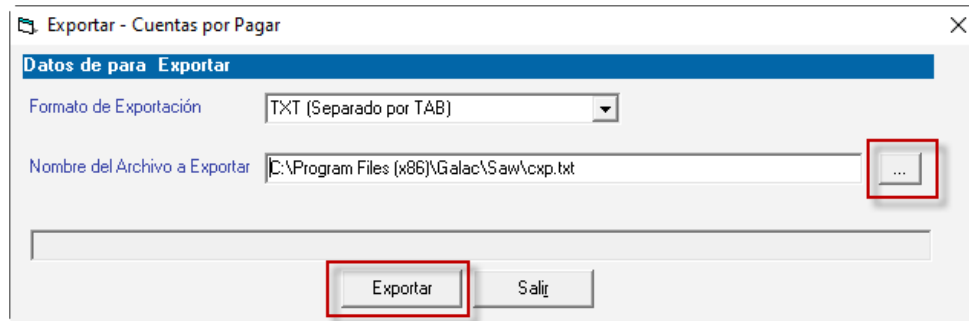 Exportar - Cuentas por Pagar
Datos de para Exportar
Formato de Exportación TXT (Separado por TAB)
Nombre del Archivo a Exportar C:\Program Files (x86)\Galac\Saw\cxp.txt ...
Exportar Salir